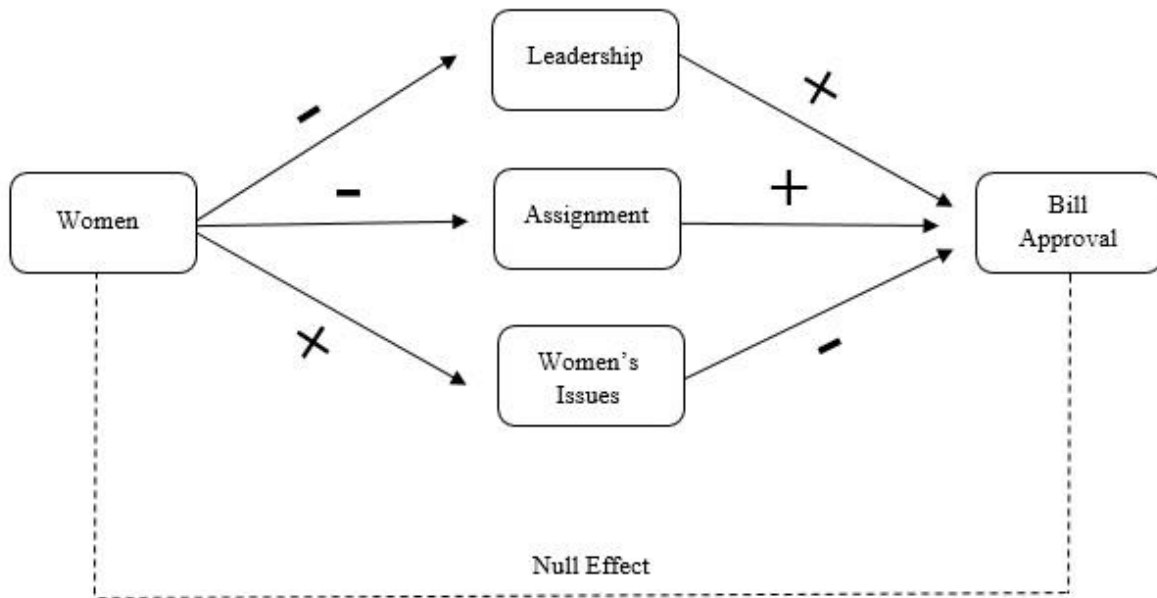 Leadership
-
+
Women
-
Assignment
+
Bill
Approval
+
Women’s
Issues
-
Null Effect